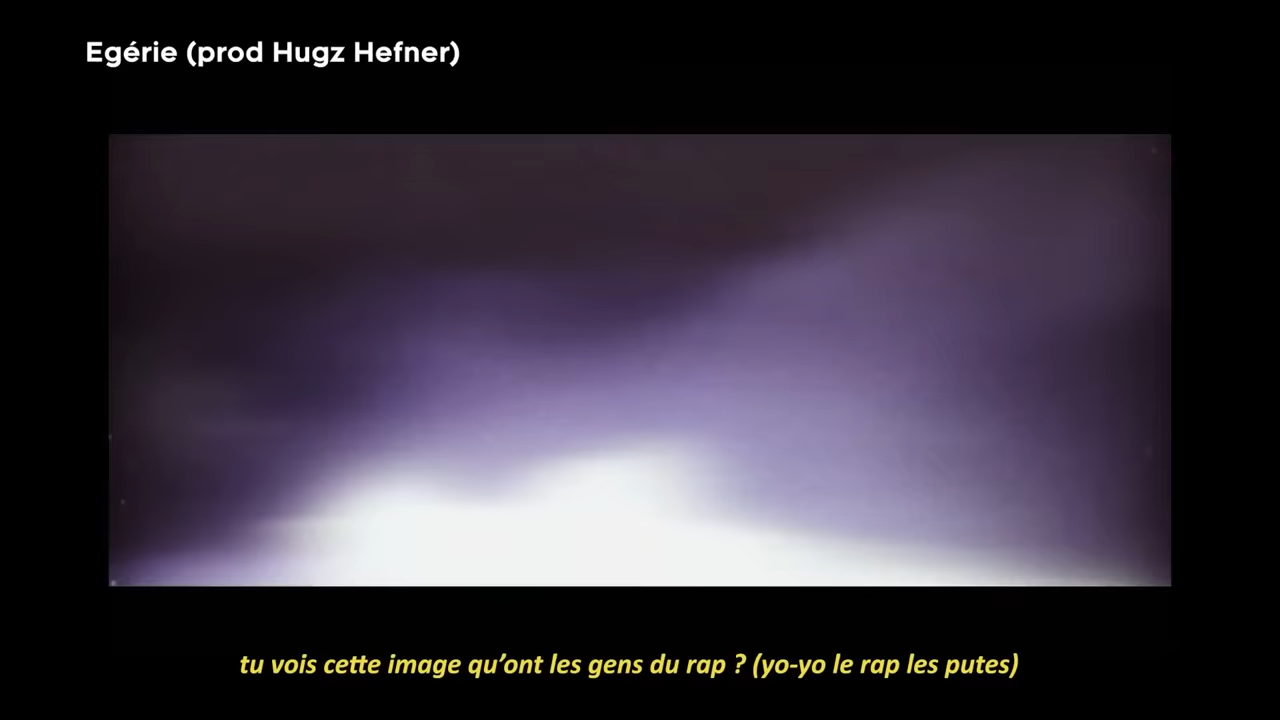 Egérie (prod Hugz Hefner)
tu vois cette image qu’ont les gens du rap ? (yo-yo le rap les putes)